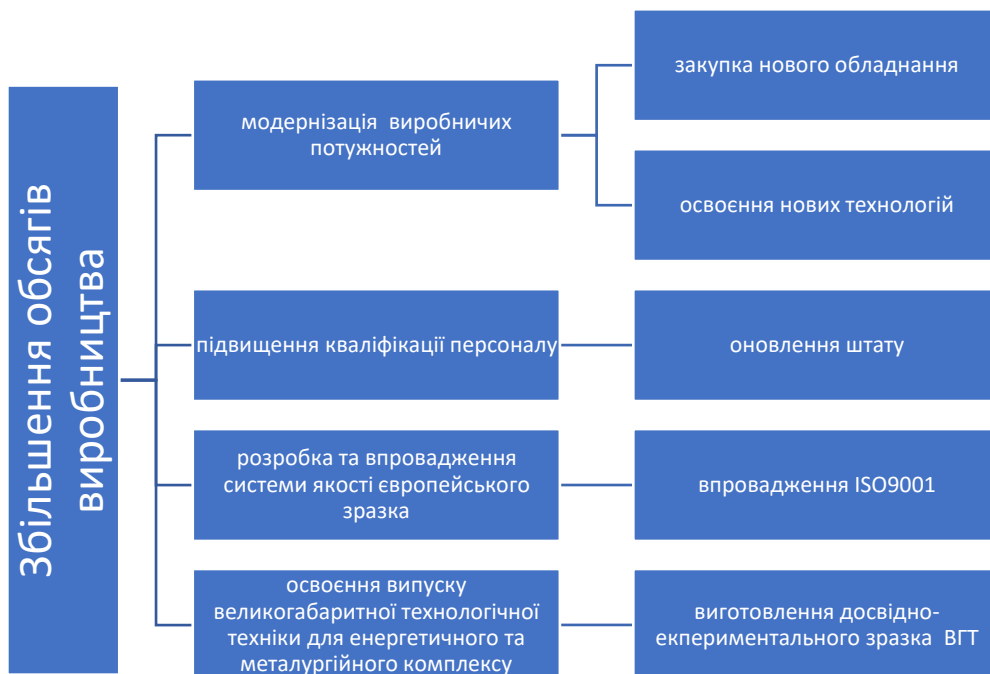 Збільшення обсягів
виробництва
модернізація виробничих
потужностей
закупка нового обладнання
освоєння нових технологій
підвищення кваліфікації персоналу
оновлення штату
розробка та впровадження
системи якості європейського
зразка
впровадження ISO9001
освоєння випуску
великогабаритної технологічної
техніки для енергетичного та
металургійного комплексу
виготовлення досвідно-
екпериментального зразка ВГТ